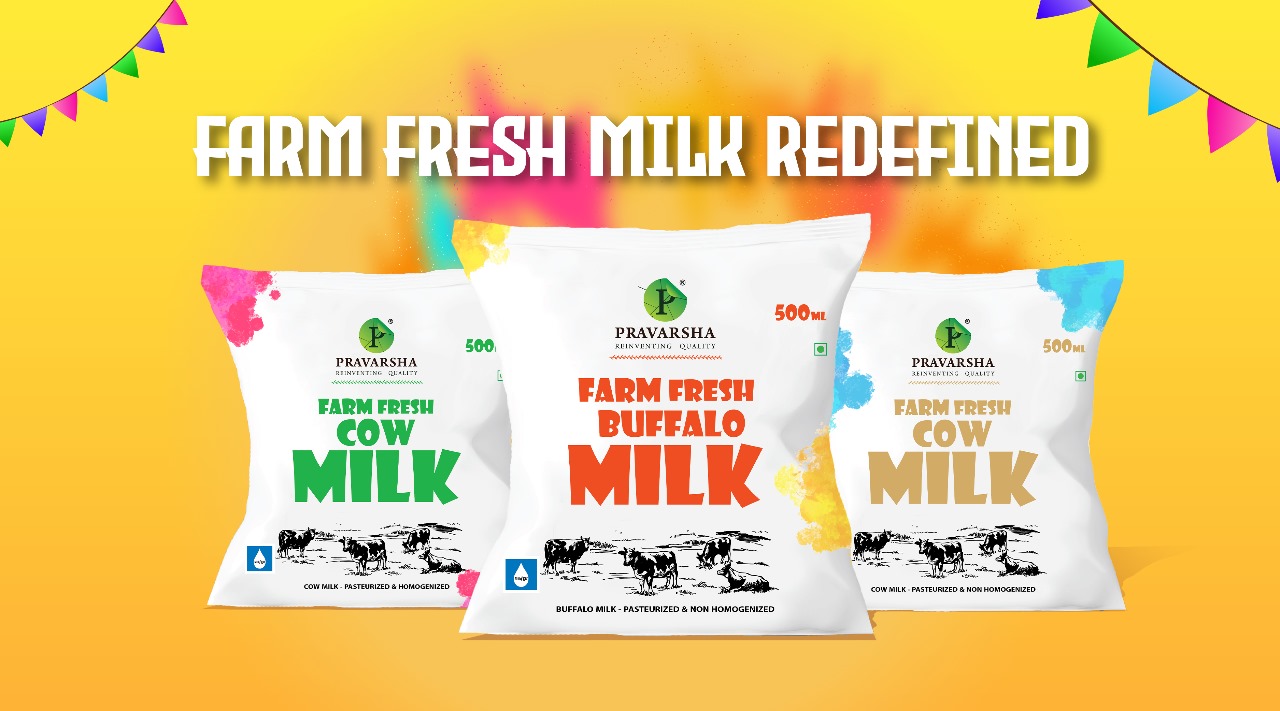 FARM FRESH MILK REDEFINED
PRAVARSHA
REINVENTING QUALITY
500
FARM FRESH
COW
MILK
COW MILK - PASTEURIZED & HOMOGENIZED
®
PRAVARSHA
REINVENTING QUALITY
500ML
FARM FRESH
BUFFALO
MILK
BUFFALO MILK - PASTEURIZED & NON HOMOGENIZED
PRAVARSHA
REINVENTING QUALITY
500ML
FARM FRESH
COW
MILK
COW MILK - PASTEURIZED & NON HOMOGENIZED